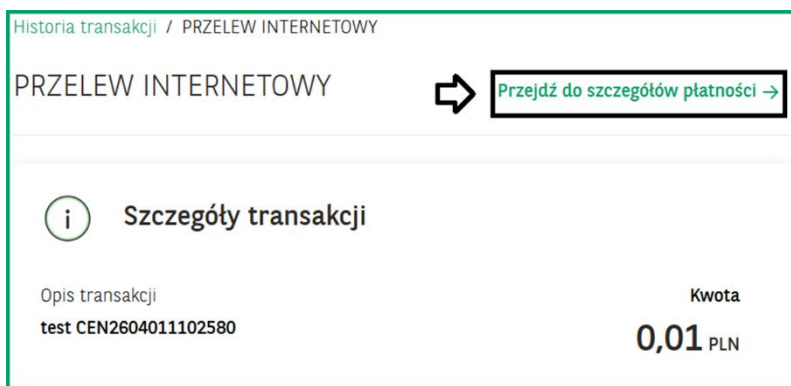 Historia transakcji / PRZELEW INTERNETOWY
PRZELEW INTERNETOWY
Przejdź do szczegółów płatności →
i
Szczegóły transakcji
Opis transakcji
Kwota
test CEN2604011102580
0,01 PLN